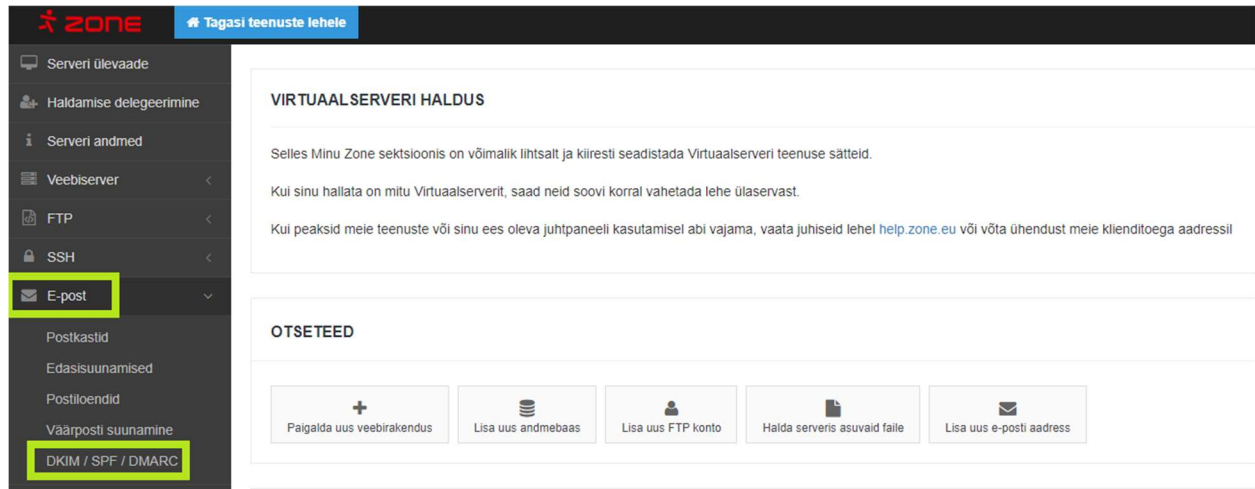 ZONE
Tagasi teenuste lehele
Serveri ülevaade
Haldamise delegeerimine
Serveri andmed
Veebiserver
FTP
SSH
E-post
Postkastid
Edasisuunamised
Postiloendid
Väärposti suunamine
DKIM / SPF / DMARC
VIRTUAALSERVERI HALDUS
Selles Minu Zone sektsioonis on võimalik lihtsalt ja kiiresti seadistada Virtuaalserveri teenuse sätteid.
Kui sinu hallata on mitu Virtuaalserverit, saad neid soovi korral vahetada lehe ülaservast.
Kui peaksid meie teenuste või sinu ees oleva juhtpaneeli kasutamisel abi vajama, vaata juhiseid lehel help.zone.eu või võta ühendust meie klienditoega aadressil
OTSETEED
Paigalda uus veebirakendus
Lisa uus andmebaas
Lisa uus FTP konto
Halda serveris asuvaid faile
Lisa uus e-posti aadress